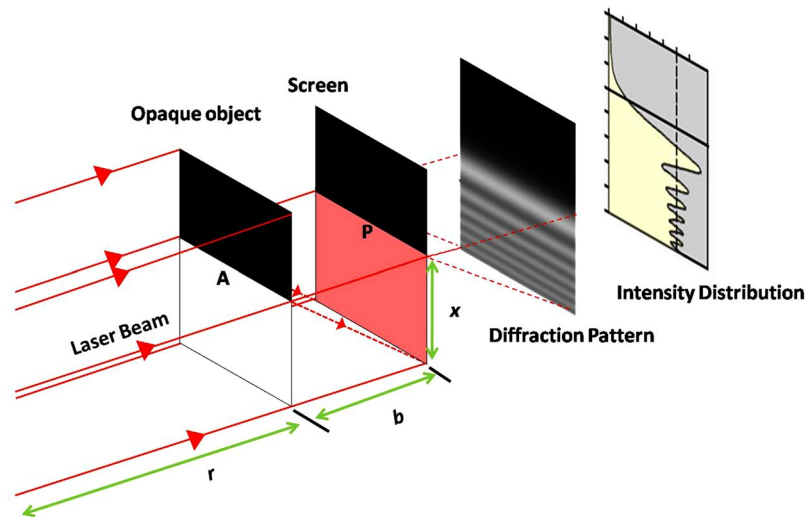 Screen
Opaque object
P
A
x
Intensity Distribution
Laser Beam
Diffraction Pattern
b
r